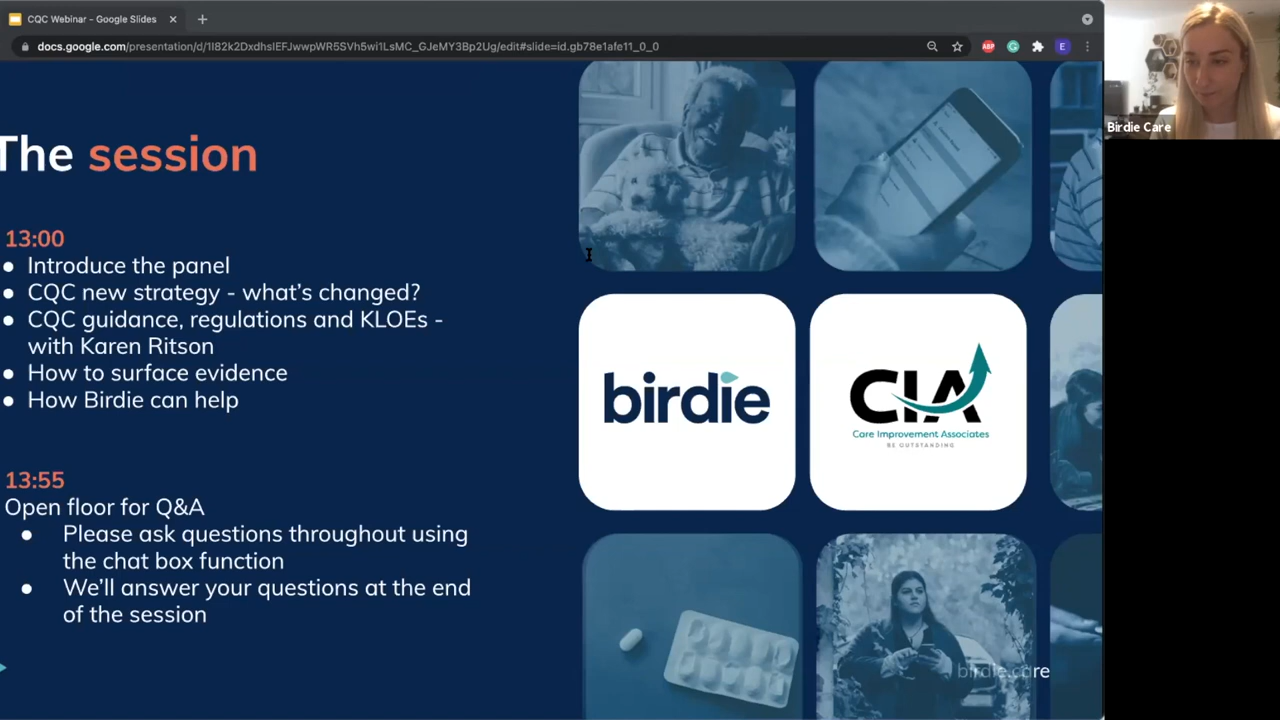 CQC Webinar - Google Slides
docs.google.com/presentation/d/1I82k2DxdhsIEFJwwpWR5SVh5wi1LsMC_GJeMY3Bp2Ug/edit#slide=id.gb78e1afe11_0_0
ABP
E
Birdie Care
The session
13:00
● Introduce the panel
● CQC new strategy - what's changed?
● CQC guidance, regulations and KLOEs -
with Karen Ritson
● How to surface evidence
● How Birdie can help
13:55
Open floor for Q&A
● Please ask questions throughout using
the chat box function
● We'll answer your questions at the end
of the session
birdie
CIA
Care Improvement Associates
BE OUTSTANDING
birdie.care